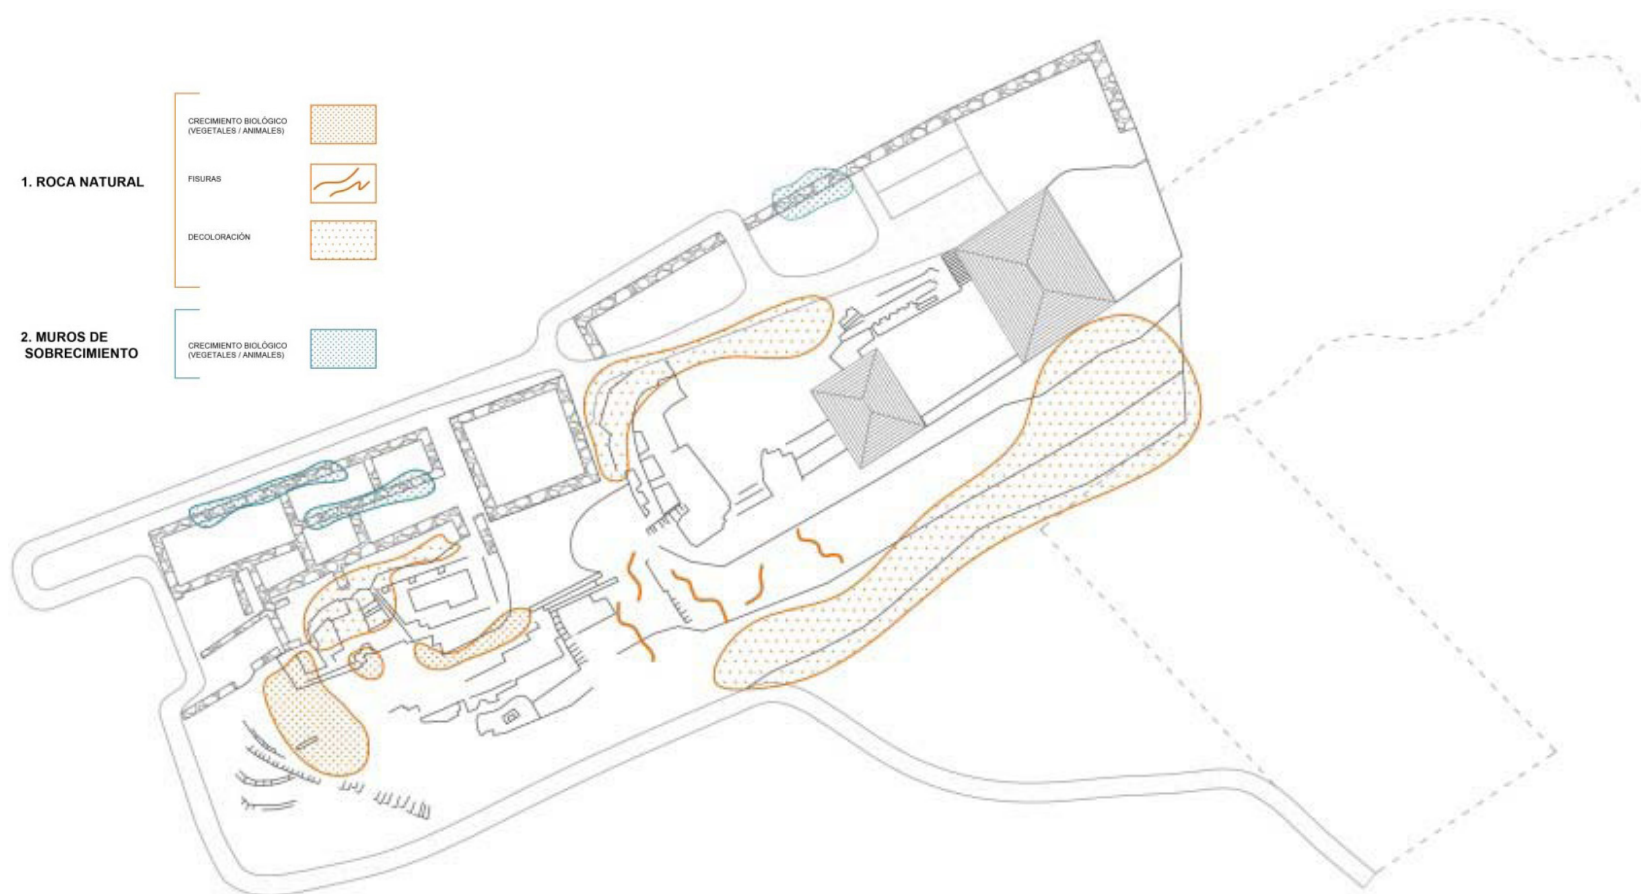 1. ROCA NATURAL
CRECIMIENTO BIOLÓGICO
(VEGETALES / ANIMALES)
FISURAS
DECOLORACIÓN
2. MUROS DE
SOBRECIMIENTO
CRECIMIENTO BIOLÓGICO
(VEGETALES / ANIMALES)